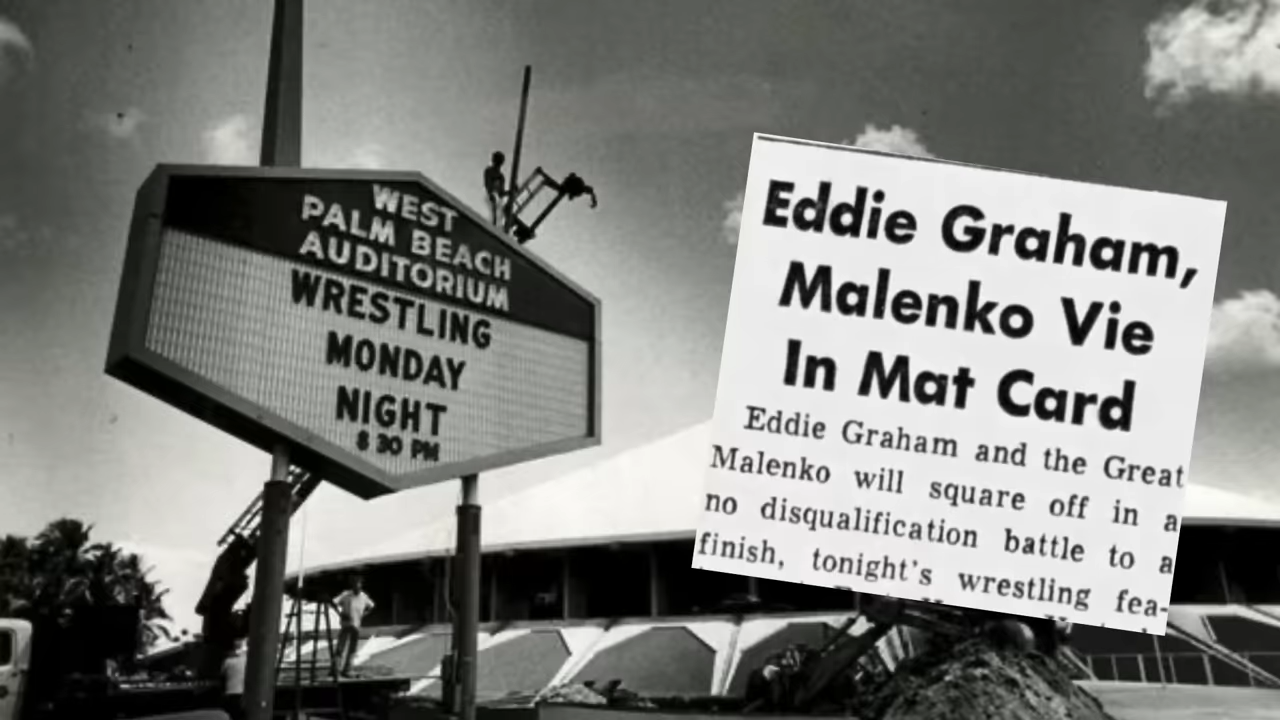 WEST
PALM BEACH
AUDITORIUM
WRESTLING
MONDAY
NIGHT
8 30 PM
Eddie Graham,
Malenko Vie
In Mat Card
Eddie Graham and the Great
Malenko will square off in a
no disqualification battle to a
finish, tonight's wrestling fea-